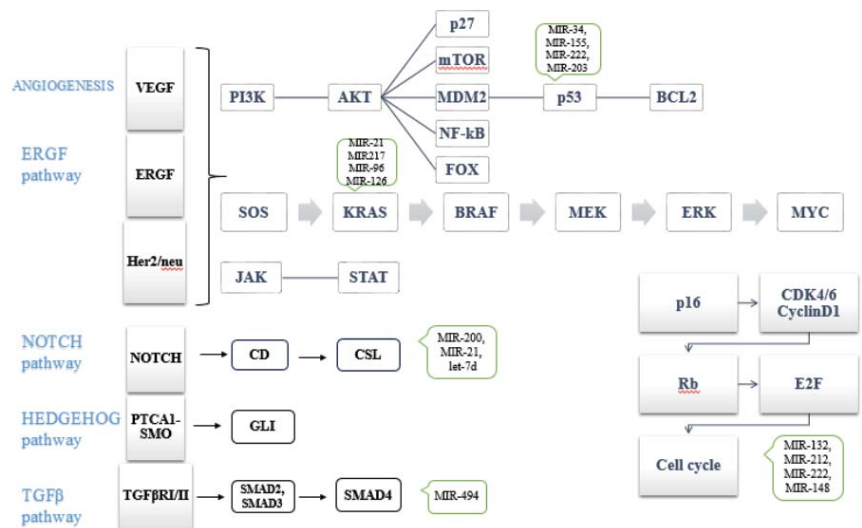 ANGIOGENESIS
VEGF
ERGF
pathway
ERGF
Her2/neu
PI3K
AKT
p27
mTOR
MDM2
NF-kB
FOX
p53
BCL2
MIR-34,
MIR-155,
MIR-222,
MIR-203
MIR-21
MIR217
MIR-96
MIR-126
SOS
KRAS
BRAF
MEK
ERK
MYC
JAK
STAT
NOTCH
pathway
NOTCH
CD
CSL
MIR-200,
MIR-21,
let-7d
HEDGEHOG
pathway
PTCA1-
SMO
GLI
TGFβ
pathway
TGFβRI/II
SMAD2,
SMAD3
SMAD4
MIR-494
p16
CDK4/6
CyclinD1
Rb
E2F
Cell cycle
MIR-132,
MIR-212,
MIR-222,
MIR-148